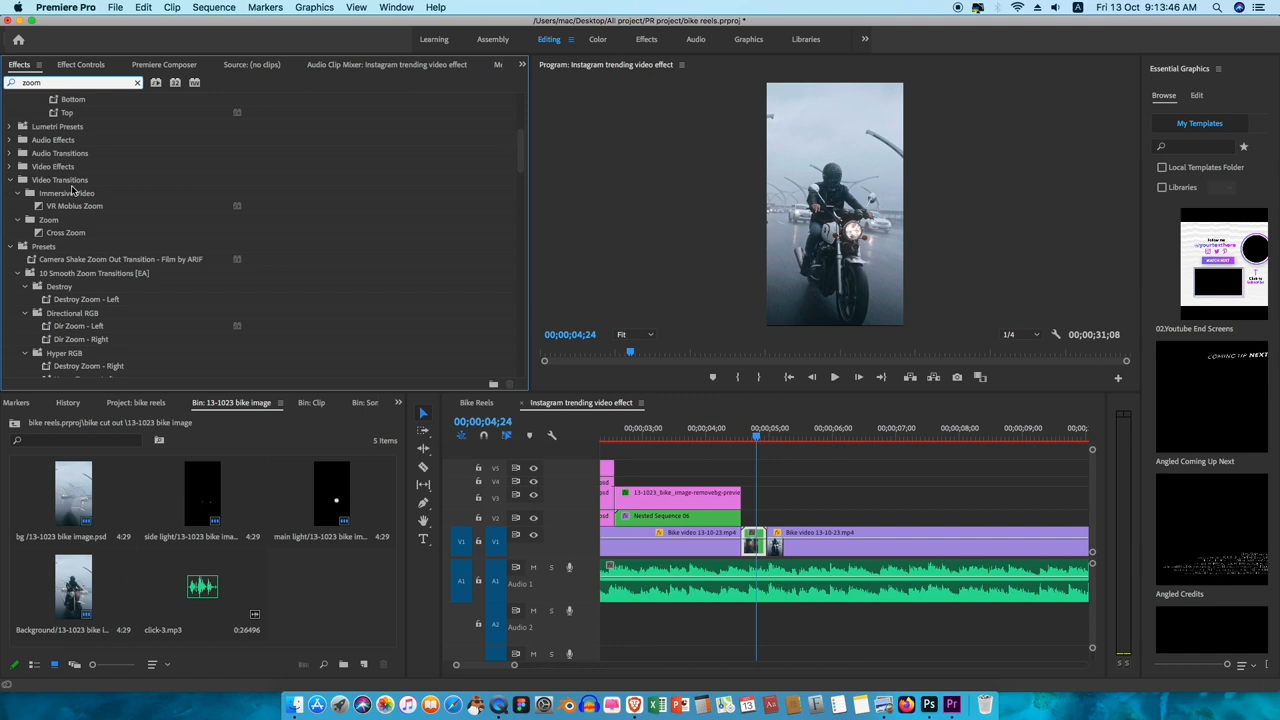 Premiere Pro File Edit Clip Sequence Markers Graphics View Window Help Fri 13 Oct 9:13:46 AM
/Users/mac/Desktop/All project/PR project/bike reels.prproj *
Learning Assembly Editing Color Effects Audio Graphics Libraries
Effects Effect Controls Premiere Composer Source: (no clips) Audio Clip Mixer: Instagram trending video effect
zoom
Bottom
Top
Lumetri Presets
Audio Effects
Audio Transitions
Video Effects
Video Transitions
Immersive Video
VR Mobius Zoom
Zoom
Cross Zoom
Presets
Camera Shake Zoom Out Transition - Film by ARIF
10 Smooth Zoom Transitions [EA]
Destroy
Destroy Zoom - Left
Directional RGB
Dir Zoom - Left
Dir Zoom - Right
Hyper RGB
Destroy Zoom - Right
Program: Instagram trending video effect
00;00;04;24 Fit 1/4 00;00;31;08
Essential Graphics
Browse Edit
My Templates
Local Templates Folder
Libraries
02.Youtube End Screens
COMING UP NEXT
Angled Coming Up Next
Angled Credits
Markers History Project: bike reels Bin: 13-1023 bike image Bin: Clip Bin: Sor
bike reels.prproj\bike cut out \13-1023 bike image
5 Items
bg /13-1023 bike image.psd 4:29
side light/13-1023 bike ima... 4:29
main light/13-1023 bike im... 4:29
Background/13-1023 bike i... 4:29
click-3.mp3 0:26496
Bike Reels × Instagram trending video effect
00;00;04;24
00;00;03;00 00;00;04;00 00;00;05;00 00;00;06;00 00;00;07;00 00;00;08;00 00;00;09;00 00;00;
V5
V4
V3
psd 13-1023_bike_image-removebg-previe
V2
psd Nested Sequence 06
V1 V1
Bike video 13-10-23.mp4 Bike video 13-10-23.mp4
A1 A1 M S
Audio 1
M S
A2 Audio 2
M S
S S